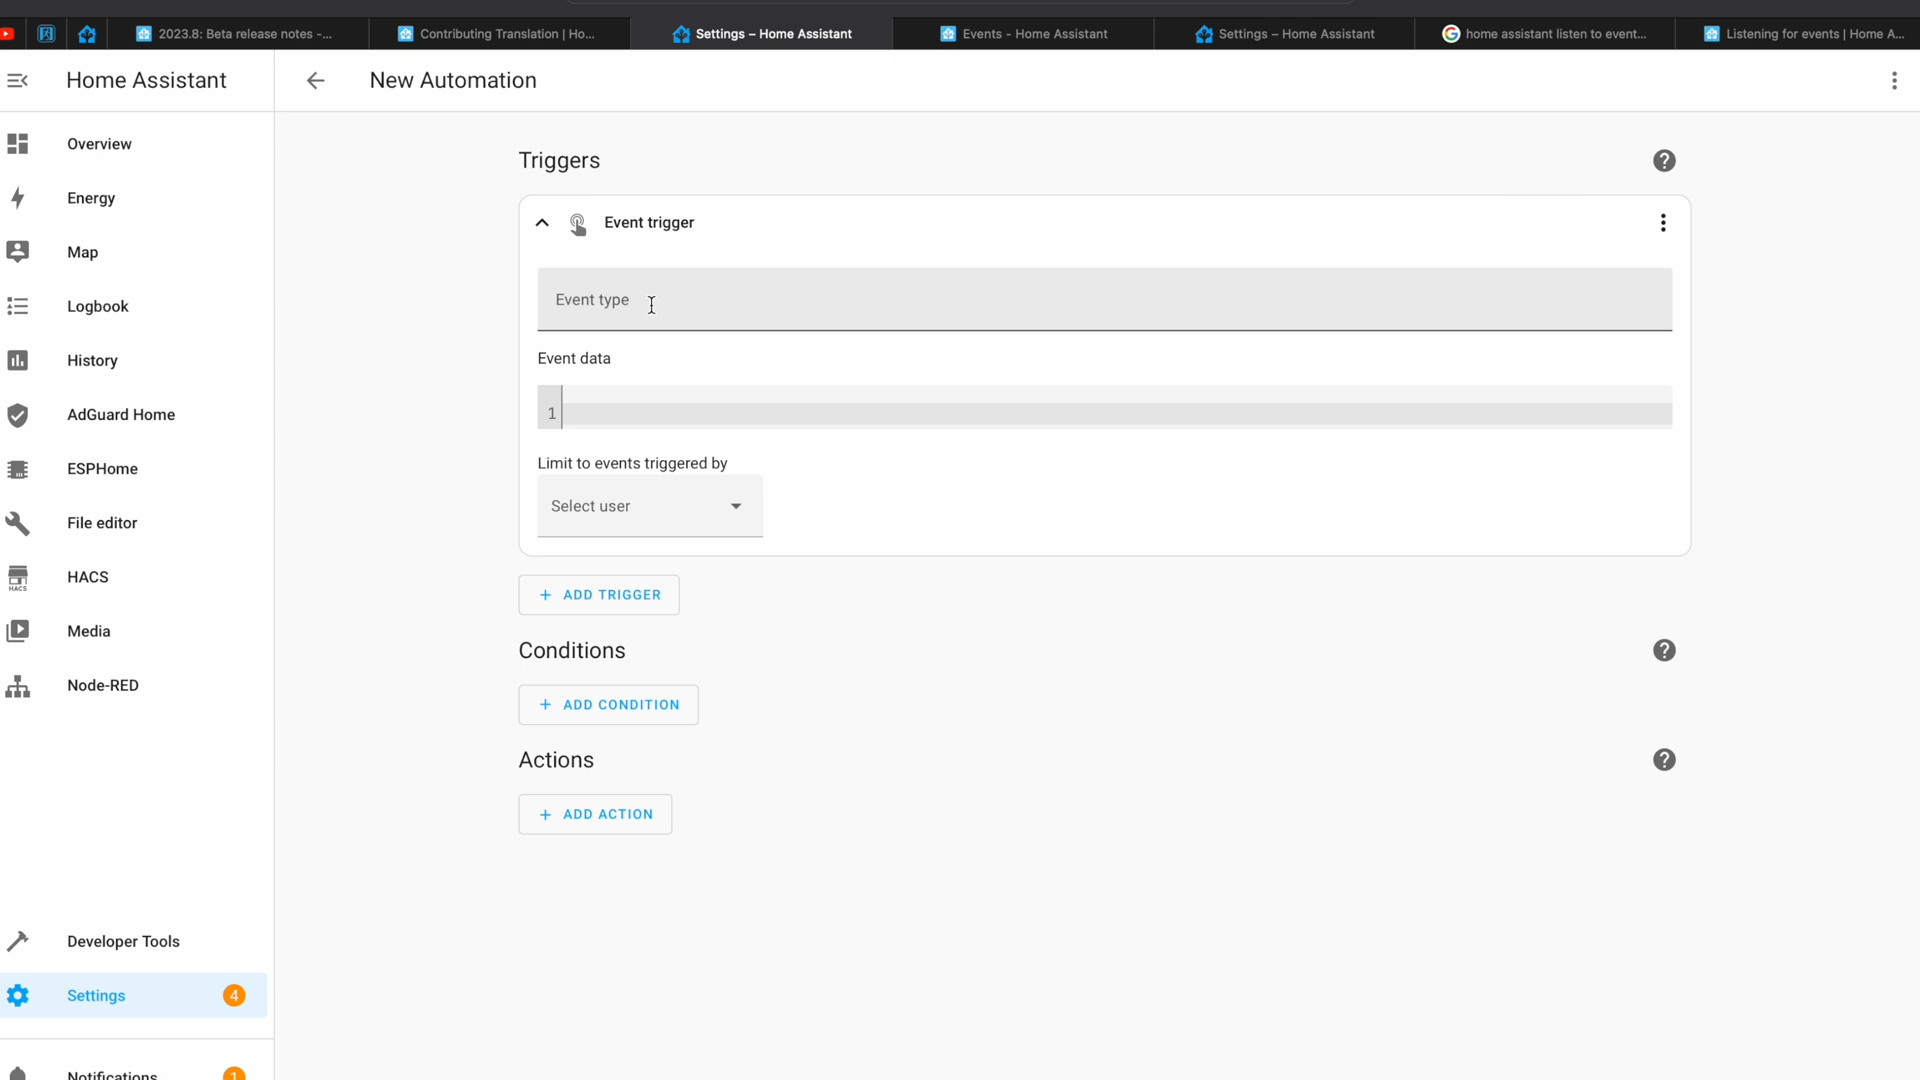 2023.8: Beta release notes -...
Contributing Translation | Ho...
Settings – Home Assistant
Events - Home Assistant
Settings – Home Assistant
home assistant listen to event...
Listening for events | Home A...
Home Assistant
New Automation
Overview
Energy
Map
Logbook
History
AdGuard Home
ESPHome
File editor
HACS
HACS
Media
Node-RED
Developer Tools
Settings
4
Notifications
1
Triggers
Event trigger
Event type
Event data
1
Limit to events triggered by
Select user
+ ADD TRIGGER
Conditions
+ ADD CONDITION
Actions
+ ADD ACTION